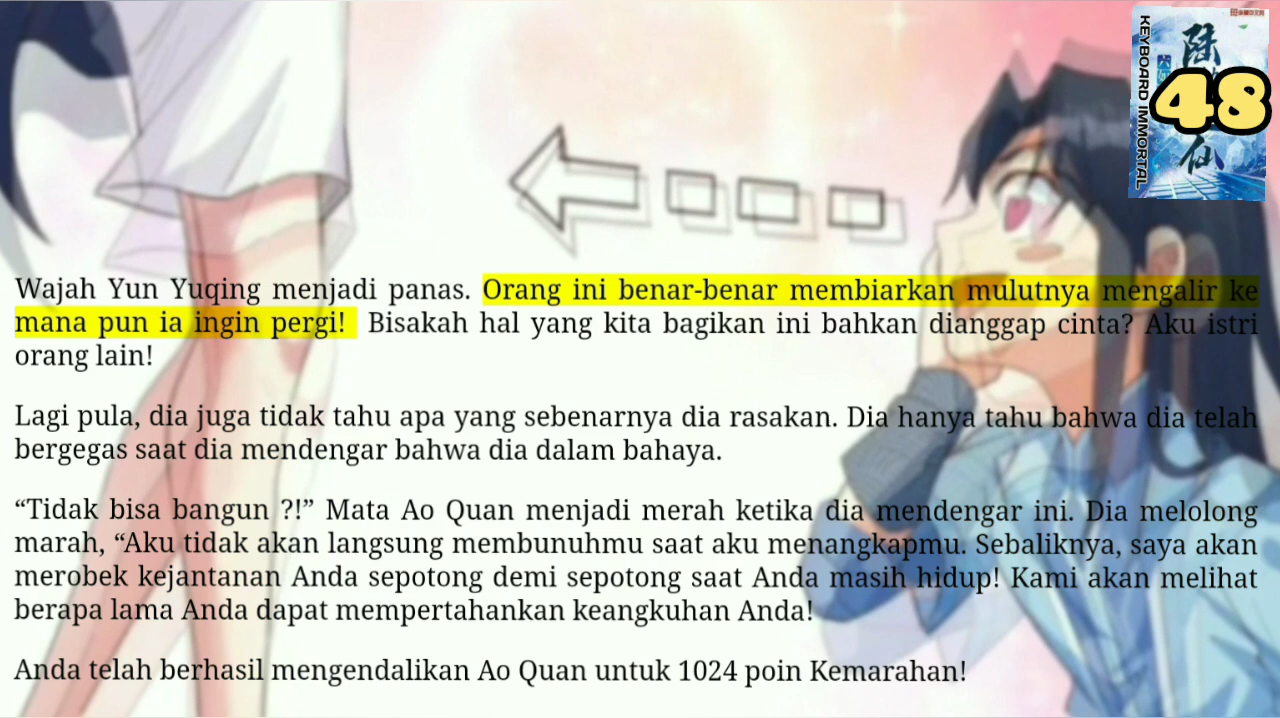 陆
仙
KEYBOARD IMMORTAL
48
Wajah Yun Yuqing menjadi panas. Orang ini benar-benar membiarkan mulutnya mengalir ke
mana pun ia ingin pergi! Bisakah hal yang kita bagikan ini bahkan dianggap cinta? Aku istri
orang lain!
Lagi pula, dia juga tidak tahu apa yang sebenarnya dia rasakan. Dia hanya tahu bahwa dia telah
bergegas saat dia mendengar bahwa dia dalam bahaya.
“Tidak bisa bangun ?!” Mata Ao Quan menjadi merah ketika dia mendengar ini. Dia melolong
marah, “Aku tidak akan langsung membunuhmu saat aku menangkapmu. Sebaliknya, saya akan
merobek kejantanan Anda sepotong demi sepotong saat Anda masih hidup! Kami akan melihat
berapa lama Anda dapat mempertahankan keangkuhan Anda!
Anda telah berhasil mengendalikan Ao Quan untuk 1024 poin Kemarahan!